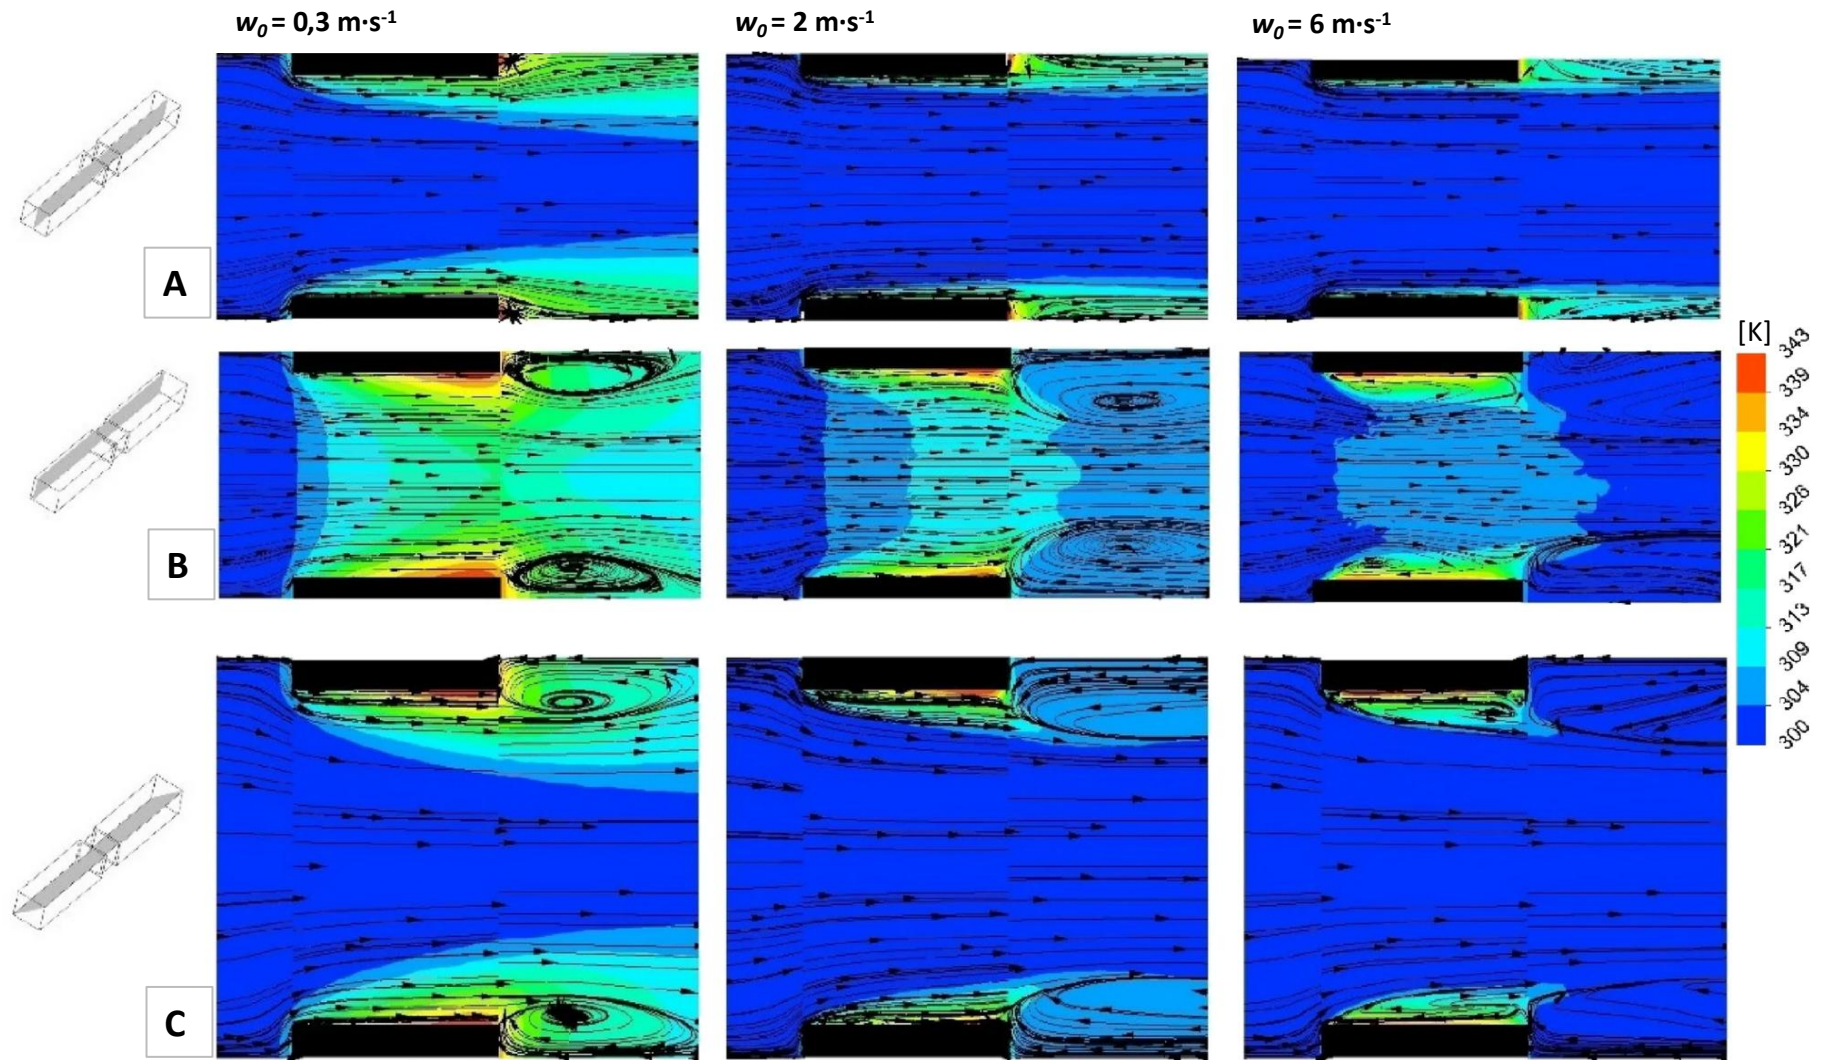 w₀ = 0,3 m·s⁻¹
w₀ = 2 m·s⁻¹
w₀ = 6 m·s⁻¹
A
[K]
343
339
334
330
326
321
317
313
309
304
300
B
C